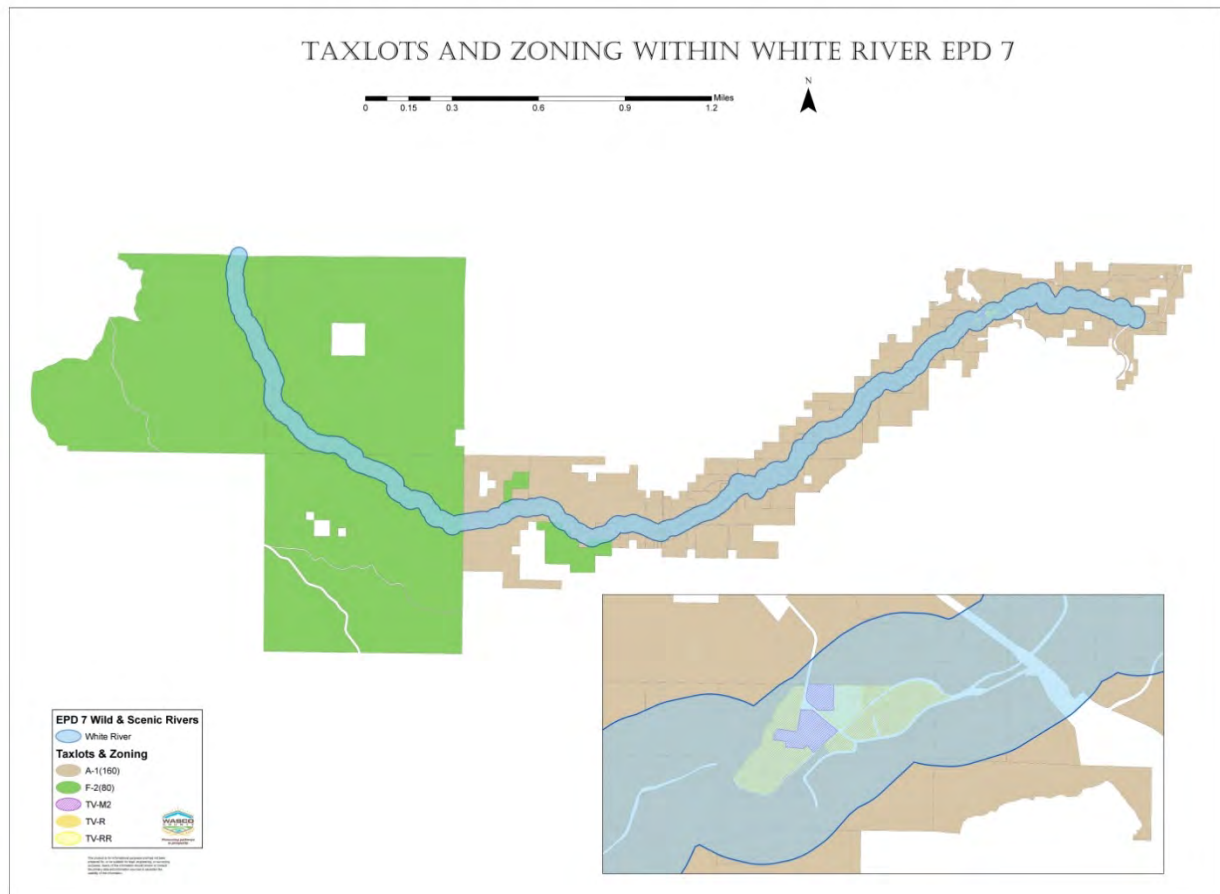 TAXLOTS AND ZONING WITHIN WHITE RIVER EPD 7
N
Miles
0 0.15 0.3 0.6 0.9 1.2
EPD 7 Wild & Scenic Rivers
White River
Taxlots & Zoning
A-1(160)
F-2(80)
TV-M2
TV-R
TV-RR
WASCO
COUNTY